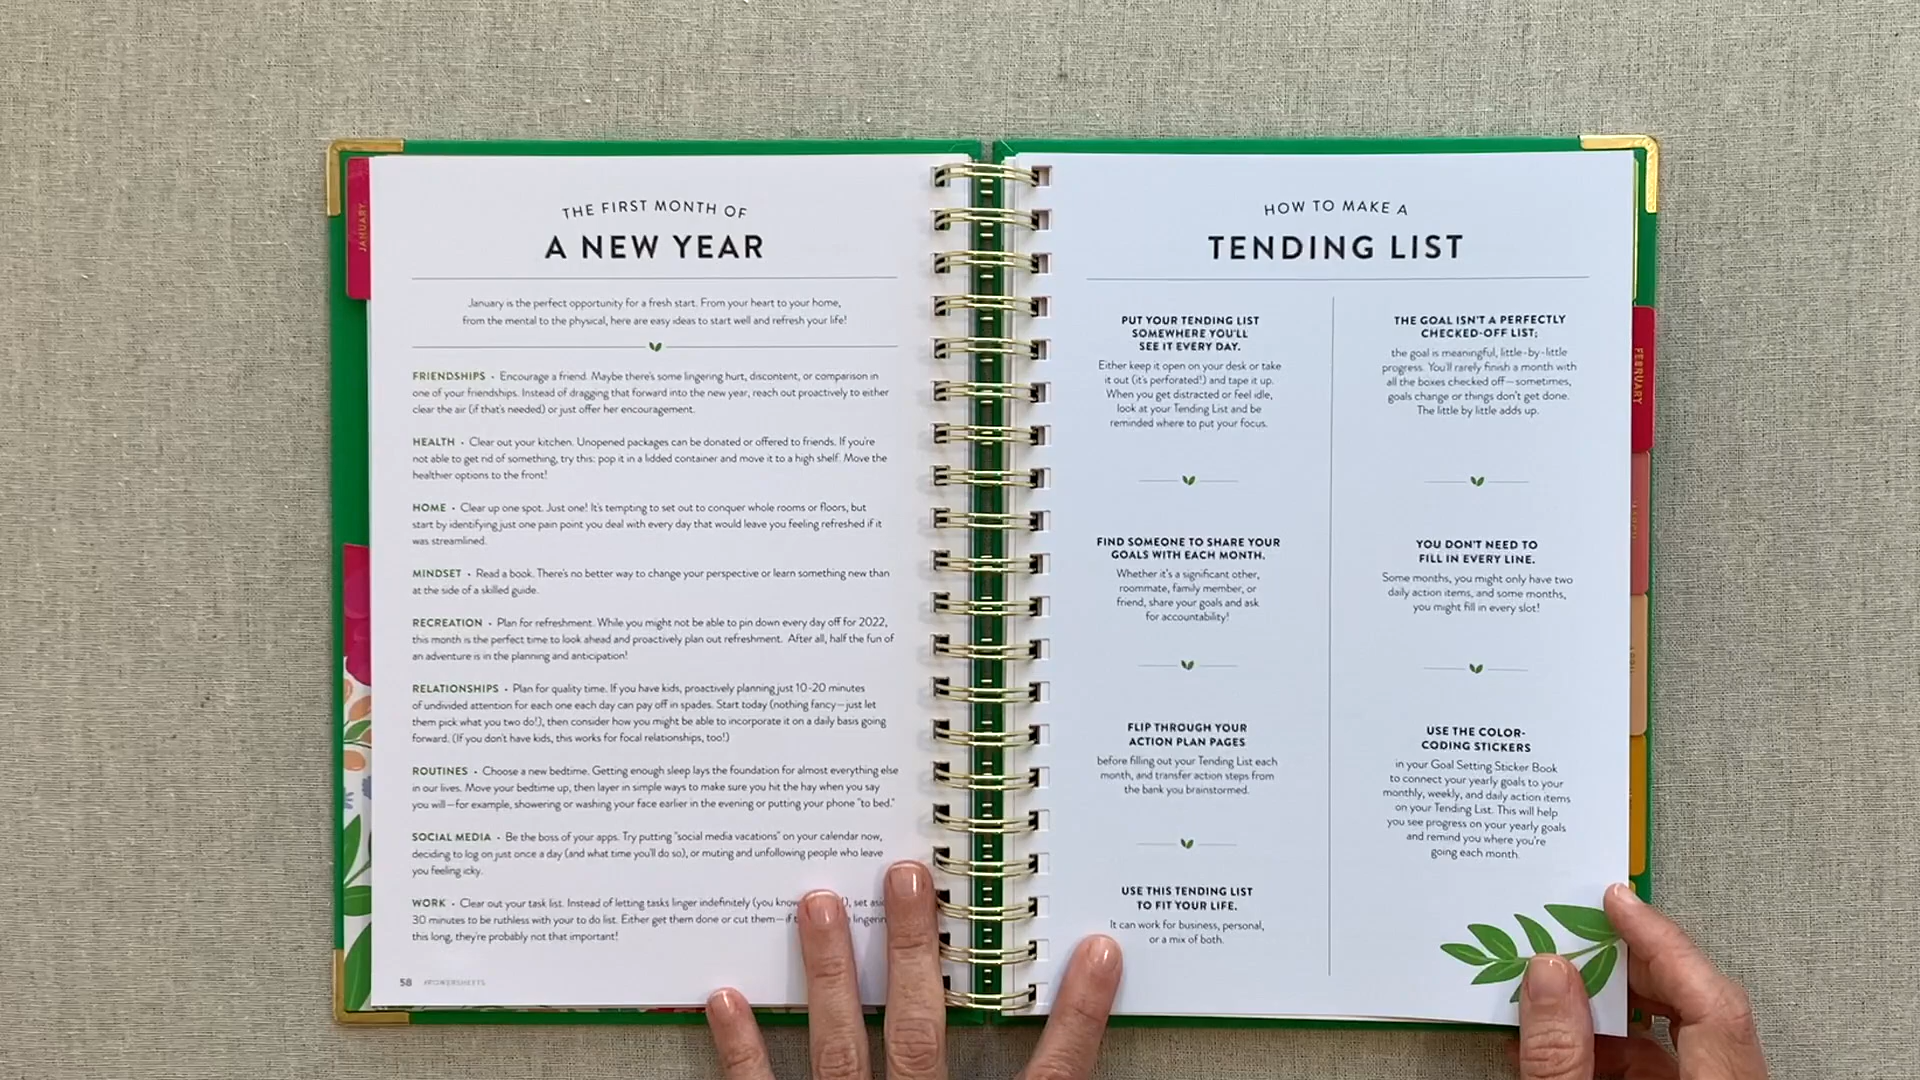 JANUARY
THE FIRST MONTH OF
A NEW YEAR
January is the perfect opportunity for a fresh start. From your heart to your home,
from the mental to the physical, here are easy ideas to start well and refresh your life!
FRIENDSHIPS • Encourage a friend. Maybe there's some lingering hurt, discontent, or comparison in
one of your friendships. Instead of dragging that forward into the new year, reach out proactively to either
clear the air (if that's needed) or just offer her encouragement.
HEALTH • Clear out your kitchen. Unopened packages can be donated or offered to friends. If you're
not able to get rid of something, try this: pop it in a lidded container and move it to a high shelf. Move the
healthier options to the front!
HOME • Clear up one spot. Just one! It's tempting to set out to conquer whole rooms or floors, but
start by identifying just one pain point you deal with every day that would leave you feeling refreshed if it
was streamlined.
MINDSET • Read a book. There's no better way to change your perspective or learn something new than
at the side of a skilled guide.
RECREATION • Plan for refreshment. While you might not be able to pin down every day off for 2022,
this month is the perfect time to look ahead and proactively plan out refreshment. After all, half the fun of
an adventure is in the planning and anticipation!
RELATIONSHIPS • Plan for quality time. If you have kids, proactively planning just 10-20 minutes
of undivided attention for each one each day can pay off in spades. Start today (nothing fancy—just let
them pick what you two do!), then consider how you might be able to incorporate it on a daily basis going
forward. (If you don't have kids, this works for focal relationships, too!)
ROUTINES • Choose a new bedtime. Getting enough sleep lays the foundation for almost everything else
in our lives. Move your bedtime up, then layer in simple ways to make sure you hit the hay when you say
you will—for example, showering or washing your face earlier in the evening or putting your phone "to bed."
SOCIAL MEDIA • Be the boss of your apps. Try putting "social media vacations" on your calendar now,
deciding to log on just once a day (and what time you'll do so), or muting and unfollowing people who leave
you feeling icky.
WORK • Clear out your task list. Instead of letting tasks linger indefinitely (you know ), set
30 minutes to be ruthless with your to do list. Either get them done or cut them—if
this long, they're probably not that important!
58 #POWERSHEETS
HOW TO MAKE A
TENDING LIST
PUT YOUR TENDING LIST
SOMEWHERE YOU'LL
SEE IT EVERY DAY.
Either keep it open on your desk or take
it out (it's perforated!) and tape it up.
When you get distracted or feel idle,
look at your Tending List and be
reminded where to put your focus.
FIND SOMEONE TO SHARE YOUR
GOALS WITH EACH MONTH.
Whether it's a significant other,
roommate, family member, or
friend, share your goals and ask
for accountability!
FLIP THROUGH YOUR
ACTION PLAN PAGES
before filling out your Tending List each
month, and transfer action steps from
the bank you brainstormed.
USE THIS TENDING LIST
TO FIT YOUR LIFE.
It can work for business, personal,
or a mix of both.
THE GOAL ISN'T A PERFECTLY
CHECKED-OFF LIST;
the goal is meaningful, little-by-little
progress. You'll rarely finish a month with
all the boxes checked off—sometimes,
goals change or things don't get done.
The little by little adds up.
YOU DON'T NEED TO
FILL IN EVERY LINE.
Some months, you might only have two
daily action items, and some months,
you might fill in every slot!
USE THE COLOR-
CODING STICKERS
in your Goal Setting Sticker Book
to connect your yearly goals to your
monthly, weekly, and daily action items
on your Tending List. This will help
you see progress on your yearly goals
and remind you where you're
going each month.
FEBRUARY